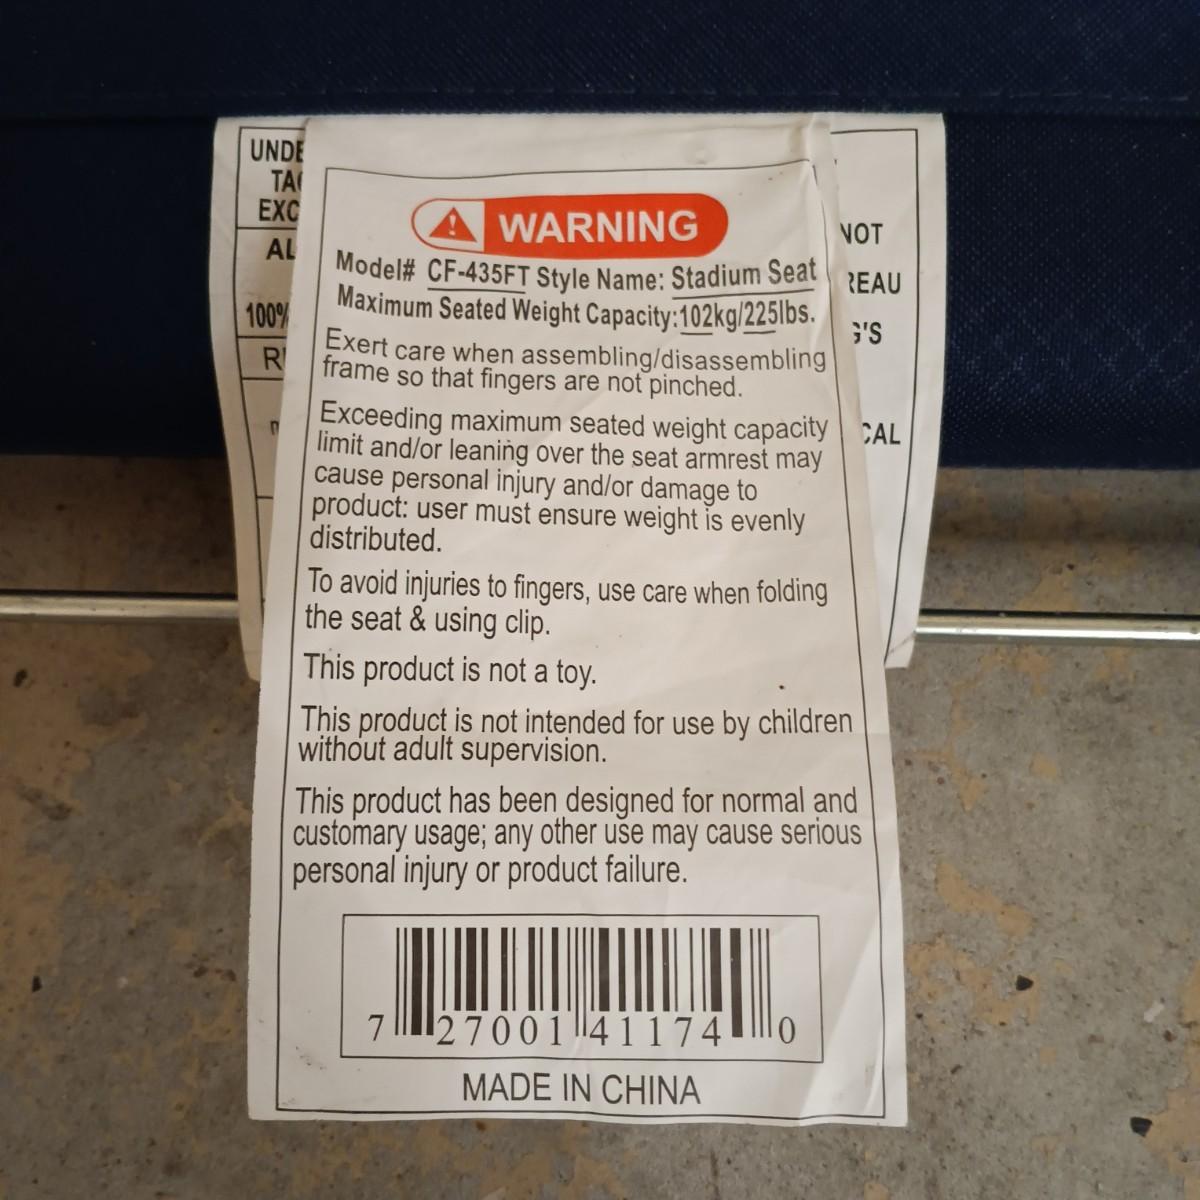 UNDE
TA
EXC
AL
100%
R
NOT
REAU
G'S
CAL
WARNING
Model# CF-435FT Style Name: Stadium Seat
Maximum Seated Weight Capacity:102kg/225lbs.
Exert care when assembling/disassembling
frame so that fingers are not pinched.
Exceeding maximum seated weight capacity
limit and/or leaning over the seat armrest may
cause personal injury and/or damage to
product: user must ensure weight is evenly
distributed.
To avoid injuries to fingers, use care when folding
the seat & using clip.
This product is not a toy.
This product is not intended for use by children
without adult supervision.
This product has been designed for normal and
customary usage; any other use may cause serious
personal injury or product failure.
7 27001 41174 0
MADE IN CHINA